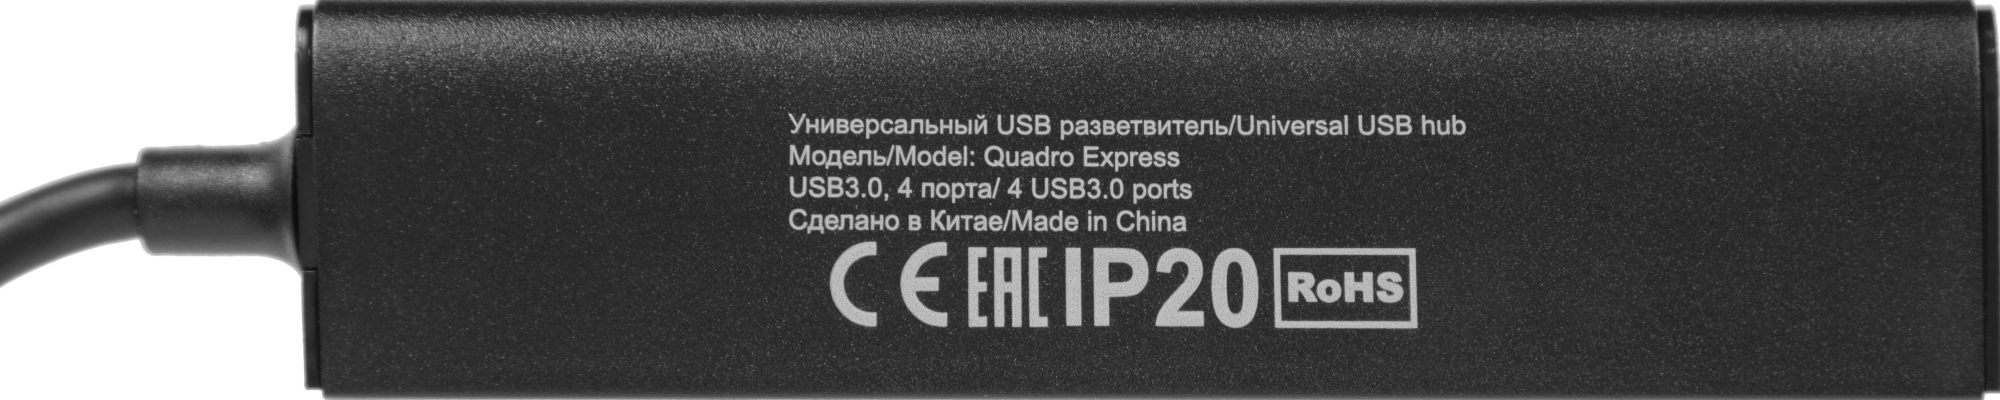 Универсальный USB разветвитель/Universal USB hub
Модель/Model: Quadro Express
USB3.0, 4 порта/ 4 USB3.0 ports
Сделано в Китае/Made in China
CE EAC IP20 RoHS